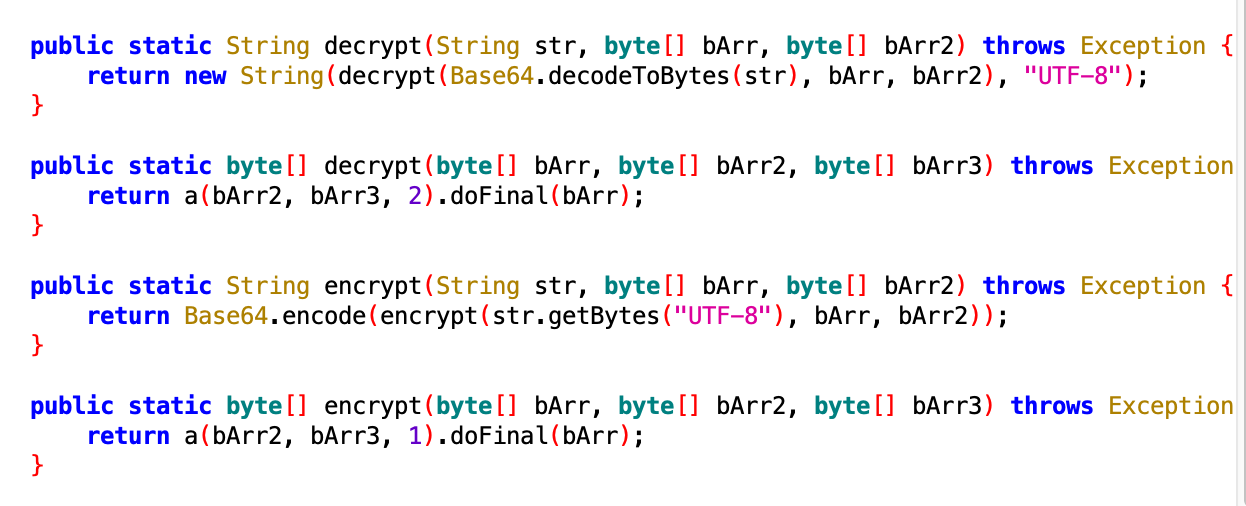 public static String decrypt(String str, byte[] bArr, byte[] bArr2) throws Exception {
    return new String(decrypt(Base64.decodeToBytes(str), bArr, bArr2), "UTF-8");
}

public static byte[] decrypt(byte[] bArr, byte[] bArr2, byte[] bArr3) throws Exception
    return a(bArr2, bArr3, 2).doFinal(bArr);
}

public static String encrypt(String str, byte[] bArr, byte[] bArr2) throws Exception {
    return Base64.encode(encrypt(str.getBytes("UTF-8"), bArr, bArr2));
}

public static byte[] encrypt(byte[] bArr, byte[] bArr2, byte[] bArr3) throws Exception
    return a(bArr2, bArr3, 1).doFinal(bArr);
}